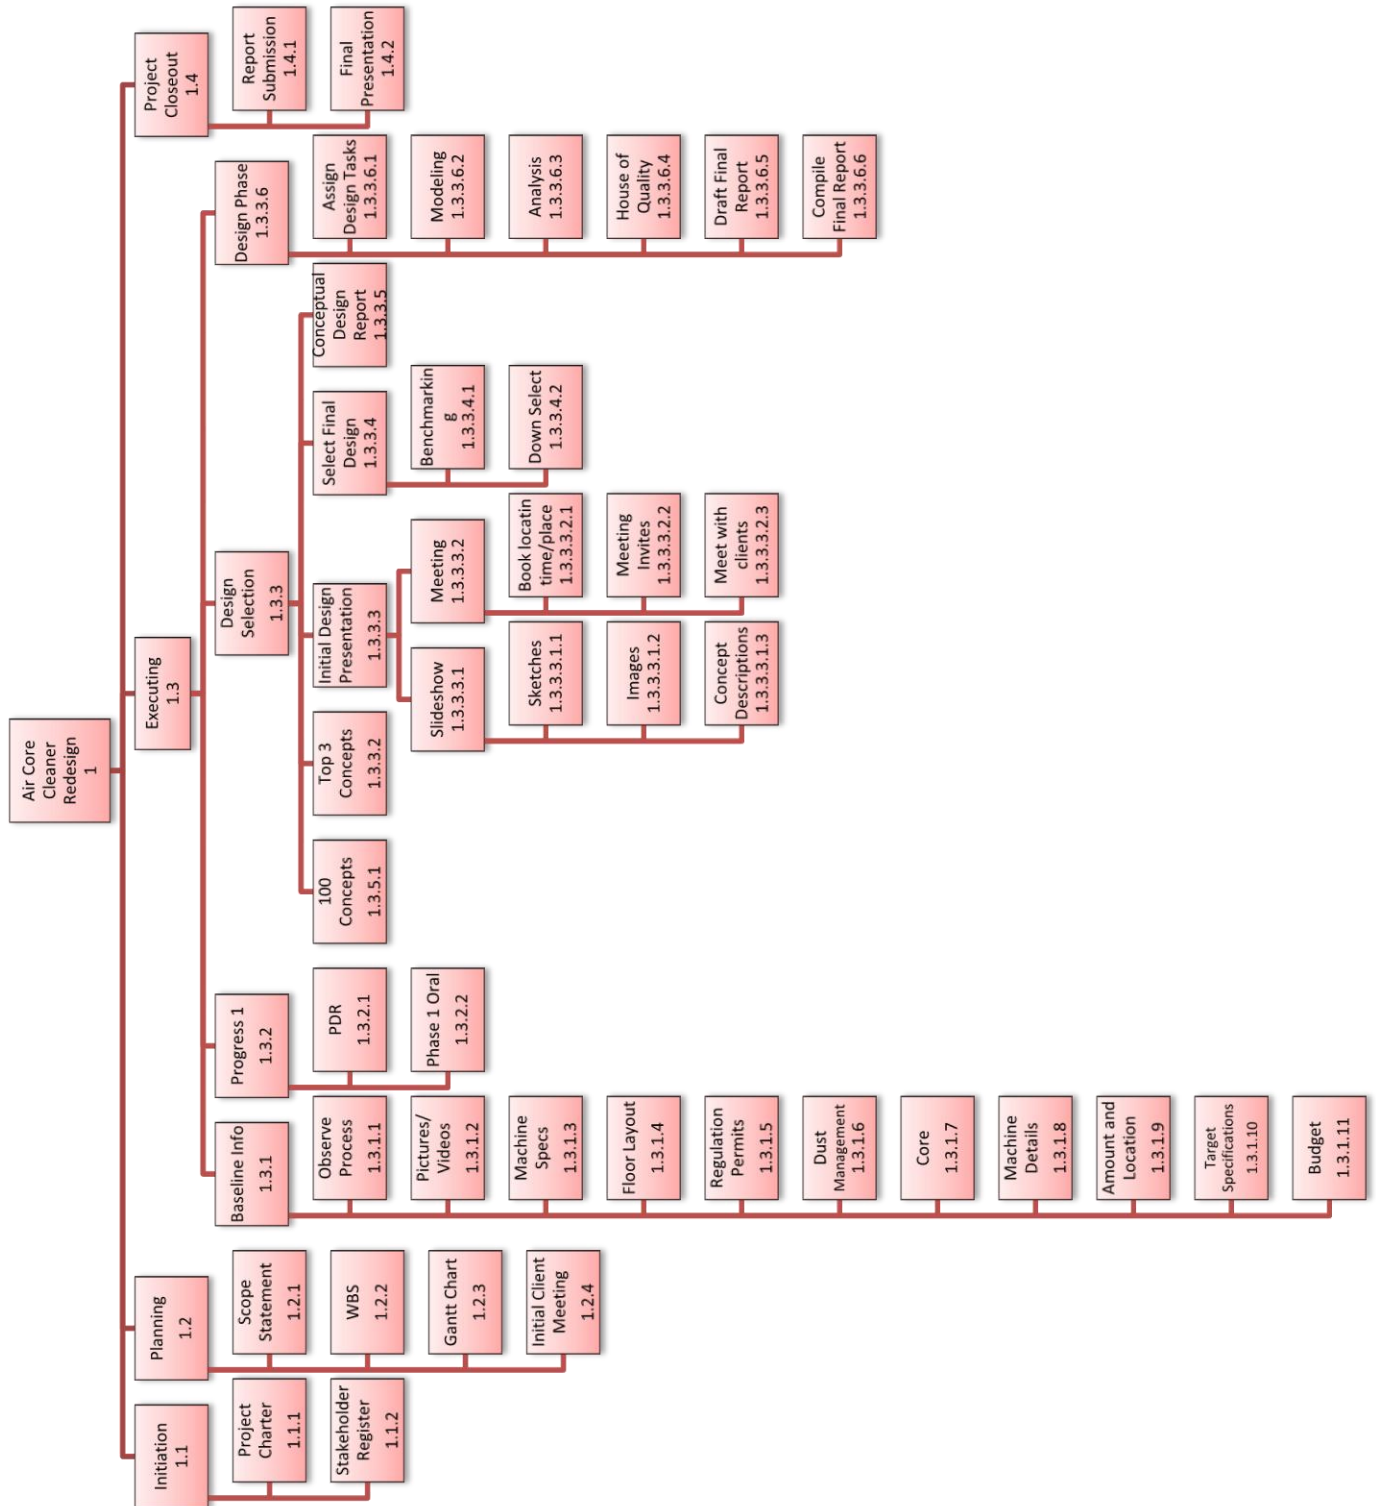 Air Core
Cleaner
Redesign
1
Initiation
1.1
Project
Charter
1.1.1
Stakeholder
Register
1.1.2
Planning
1.2
Scope
Statement
1.2.1
WBS
1.2.2
Gantt Chart
1.2.3
Initial Client
Meeting
1.2.4
Executing
1.3
Baseline Info
1.3.1
Observe
Process
1.3.1.1
Pictures/
Videos
1.3.1.2
Machine
Specs
1.3.1.3
Floor Layout
1.3.1.4
Regulation
Permits
1.3.1.5
Dust
Management
1.3.1.6
Core
1.3.1.7
Machine
Details
1.3.1.8
Amount and
Location
1.3.1.9
Target
Specifications
1.3.1.10
Budget
1.3.1.11
Progress 1
1.3.2
PDR
1.3.2.1
Phase 1 Oral
1.3.2.2
Design
Selection
1.3.3
100
Concepts
1.3.5.1
Top 3
Concepts
1.3.3.2
Initial Design
Presentation
1.3.3.3
Slideshow
1.3.3.3.1
Sketches
1.3.3.3.1.1
Images
1.3.3.3.1.2
Concept
Descriptions
1.3.3.3.1.3
Meeting
1.3.3.3.2
Book locatin
time/place
1.3.3.3.2.1
Meeting
Invites
1.3.3.3.2.2
Meet with
clients
1.3.3.3.2.3
Select Final
Design
1.3.3.4
Benchmarkin
g
1.3.3.4.1
Down Select
1.3.3.4.2
Conceptual
Design
Report
1.3.3.5
Design Phase
1.3.3.6
Assign
Design Tasks
1.3.3.6.1
Modeling
1.3.3.6.2
Analysis
1.3.3.6.3
House of
Quality
1.3.3.6.4
Draft Final
Report
1.3.3.6.5
Compile
Final Report
1.3.3.6.6
Project
Closeout
1.4
Report
Submission
1.4.1
Final
Presentation
1.4.2